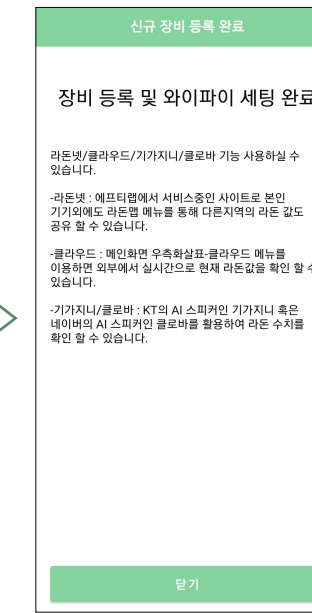 신규 장비 등록 완료
장비 등록 및 와이파이 세팅 완료
라돈넷/클라우드/기가지니/클로바 기능 사용하실 수
있습니다.
-라돈넷 : 에프티랩에서 서비스중인 사이트로 본인
기기외에도 라돈맵 메뉴를 통해 다른지역의 라돈 값도
공유 할 수 있습니다.
-클라우드 : 메인화면 우측화살표-클라우드 메뉴를
이용하면 외부에서 실시간으로 현재 라돈값을 확인 할 수
있습니다.
-기가지니/클로바 : KT의 AI 스피커인 기가지니 혹은
네이버의 AI 스피커인 클로바를 활용하여 라돈 수치를
확인 할 수 있습니다.
닫기